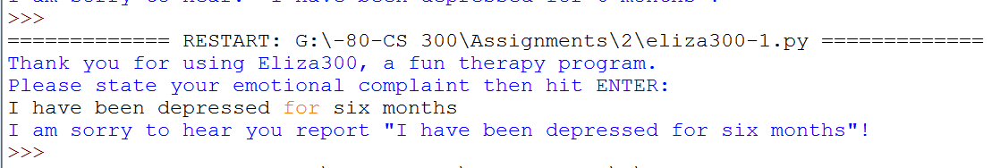 >>>
============= RESTART: G:\-80-CS 300\Assignments\2\eliza300-1.py =============
Thank you for using Eliza300, a fun therapy program.
Please state your emotional complaint then hit ENTER:
I have been depressed for six months
I am sorry to hear you report "I have been depressed for six months"!
>>>